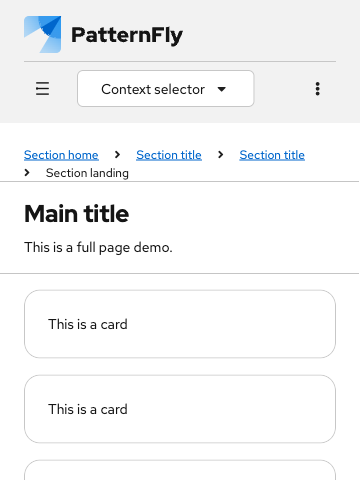 PatternFly
Context selector
Section home Section title Section title
Section landing
Main title
This is a full page demo.
This is a card
This is a card